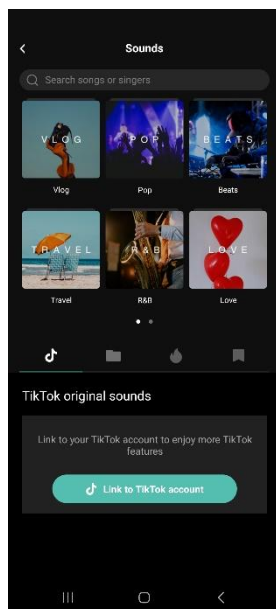 Sounds
Search songs or singers
VLOG
POP
BEATS
Vlog
Pop
Beats
TRAVEL
R&B
LOVE
Travel
R&B
Love
TikTok original sounds
Link to your TikTok account to enjoy more TikTok
features
Link to TikTok account